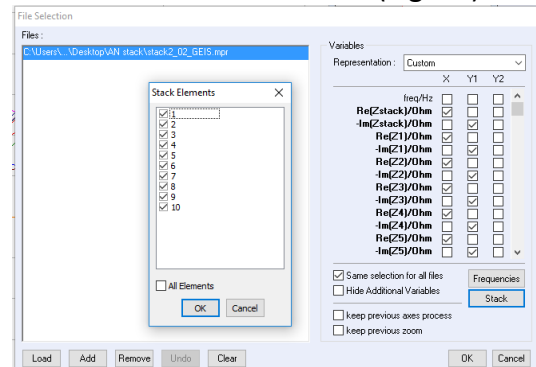 File Selection
Files :
C:\Users\...\Desktop\AN stack\stack2_02_GEIS.mpr
Stack Elements
1
2
3
4
5
6
7
8
9
10
All Elements
OK Cancel
Variables
Representation : Custom
X Y1 Y2
freq/Hz
Re(Zstack)/Ohm
-Im(Zstack)/Ohm
Re(Z1)/Ohm
-Im(Z1)/Ohm
Re(Z2)/Ohm
-Im(Z2)/Ohm
Re(Z3)/Ohm
-Im(Z3)/Ohm
Re(Z4)/Ohm
-Im(Z4)/Ohm
Re(Z5)/Ohm
-Im(Z5)/Ohm
Same selection for all files Frequencies
Hide Additional Variables Stack
keep previous axes process
keep previous zoom
Load Add Remove Undo Clear OK Cancel